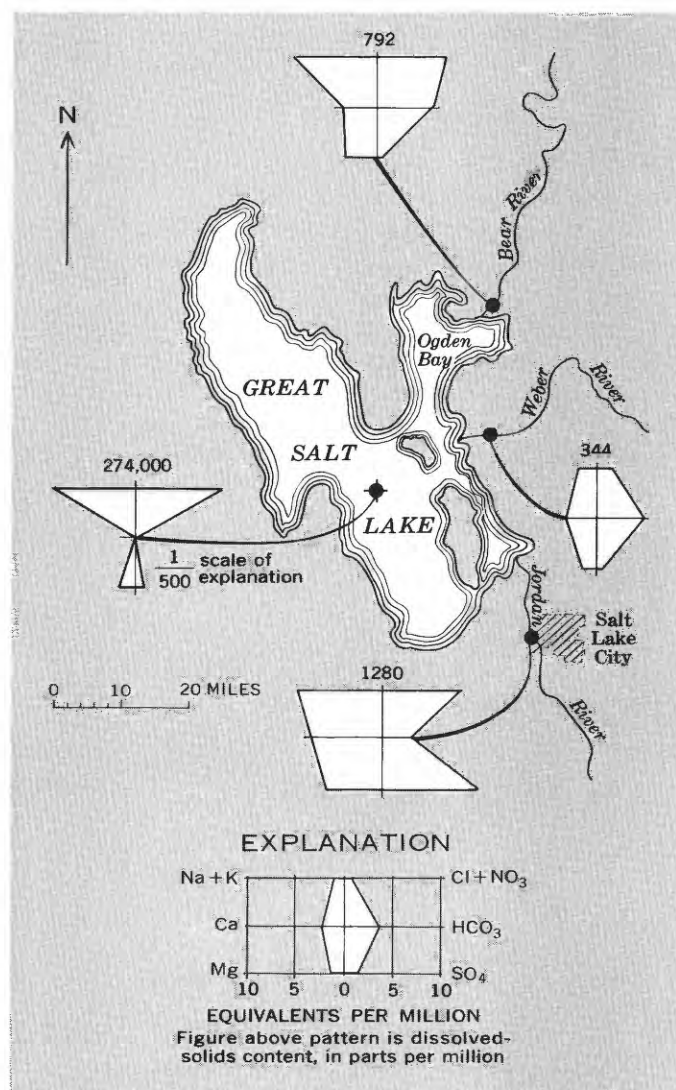 792
N
Bear River
Ogden
Bay
GREAT
Weber River
SALT
344
274,000
LAKE
1
500
scale of
explanation
Jordan River
Salt
Lake
City
0 10 20 MILES
1280
EXPLANATION
Na+K Cl+NO3
Ca HCO3
Mg SO4
10 5 0 5 10
EQUIVALENTS PER MILLION
Figure above pattern is dissolved-
solids content, in parts per million